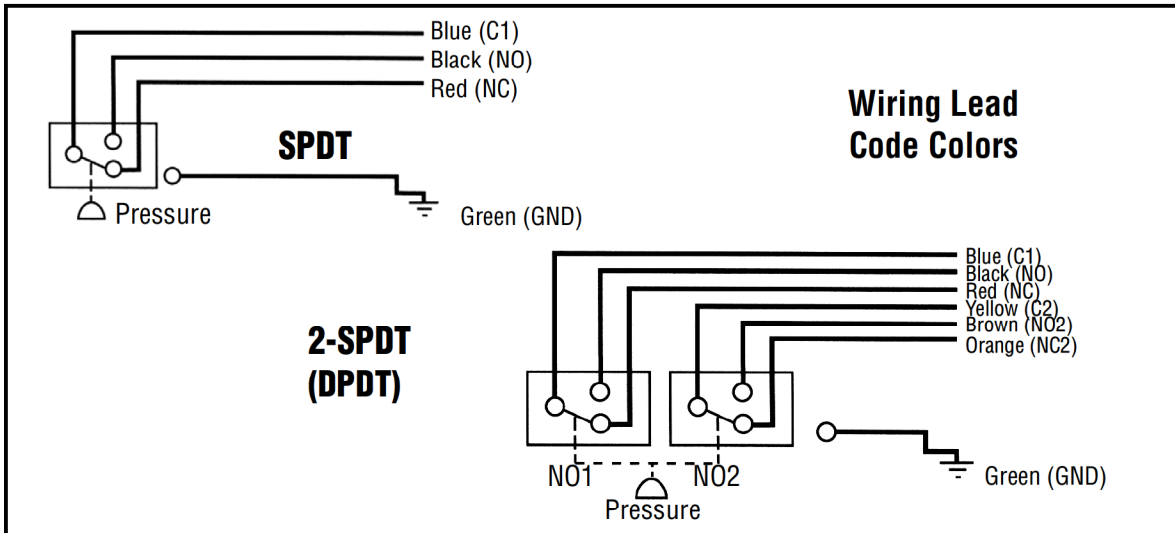 Blue (C1)
Black (NO)
Red (NC)
SPDT
Pressure
Green (GND)
Wiring Lead
Code Colors
Blue (C1)
Black (NO)
Red (NC)
Yellow (C2)
Brown (NO2)
Orange (NC2)
2-SPDT
(DPDT)
NO1
NO2
Pressure
Green (GND)